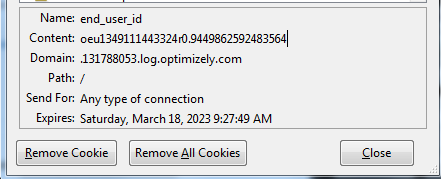 Name: end_user_id
Content: oeu1349111443324r0.9449862592483564
Domain: .131788053.log.optimizely.com
Path: /
Send For: Any type of connection
Expires: Saturday, March 18, 2023 9:27:49 AM
Remove Cookie Remove All Cookies Close